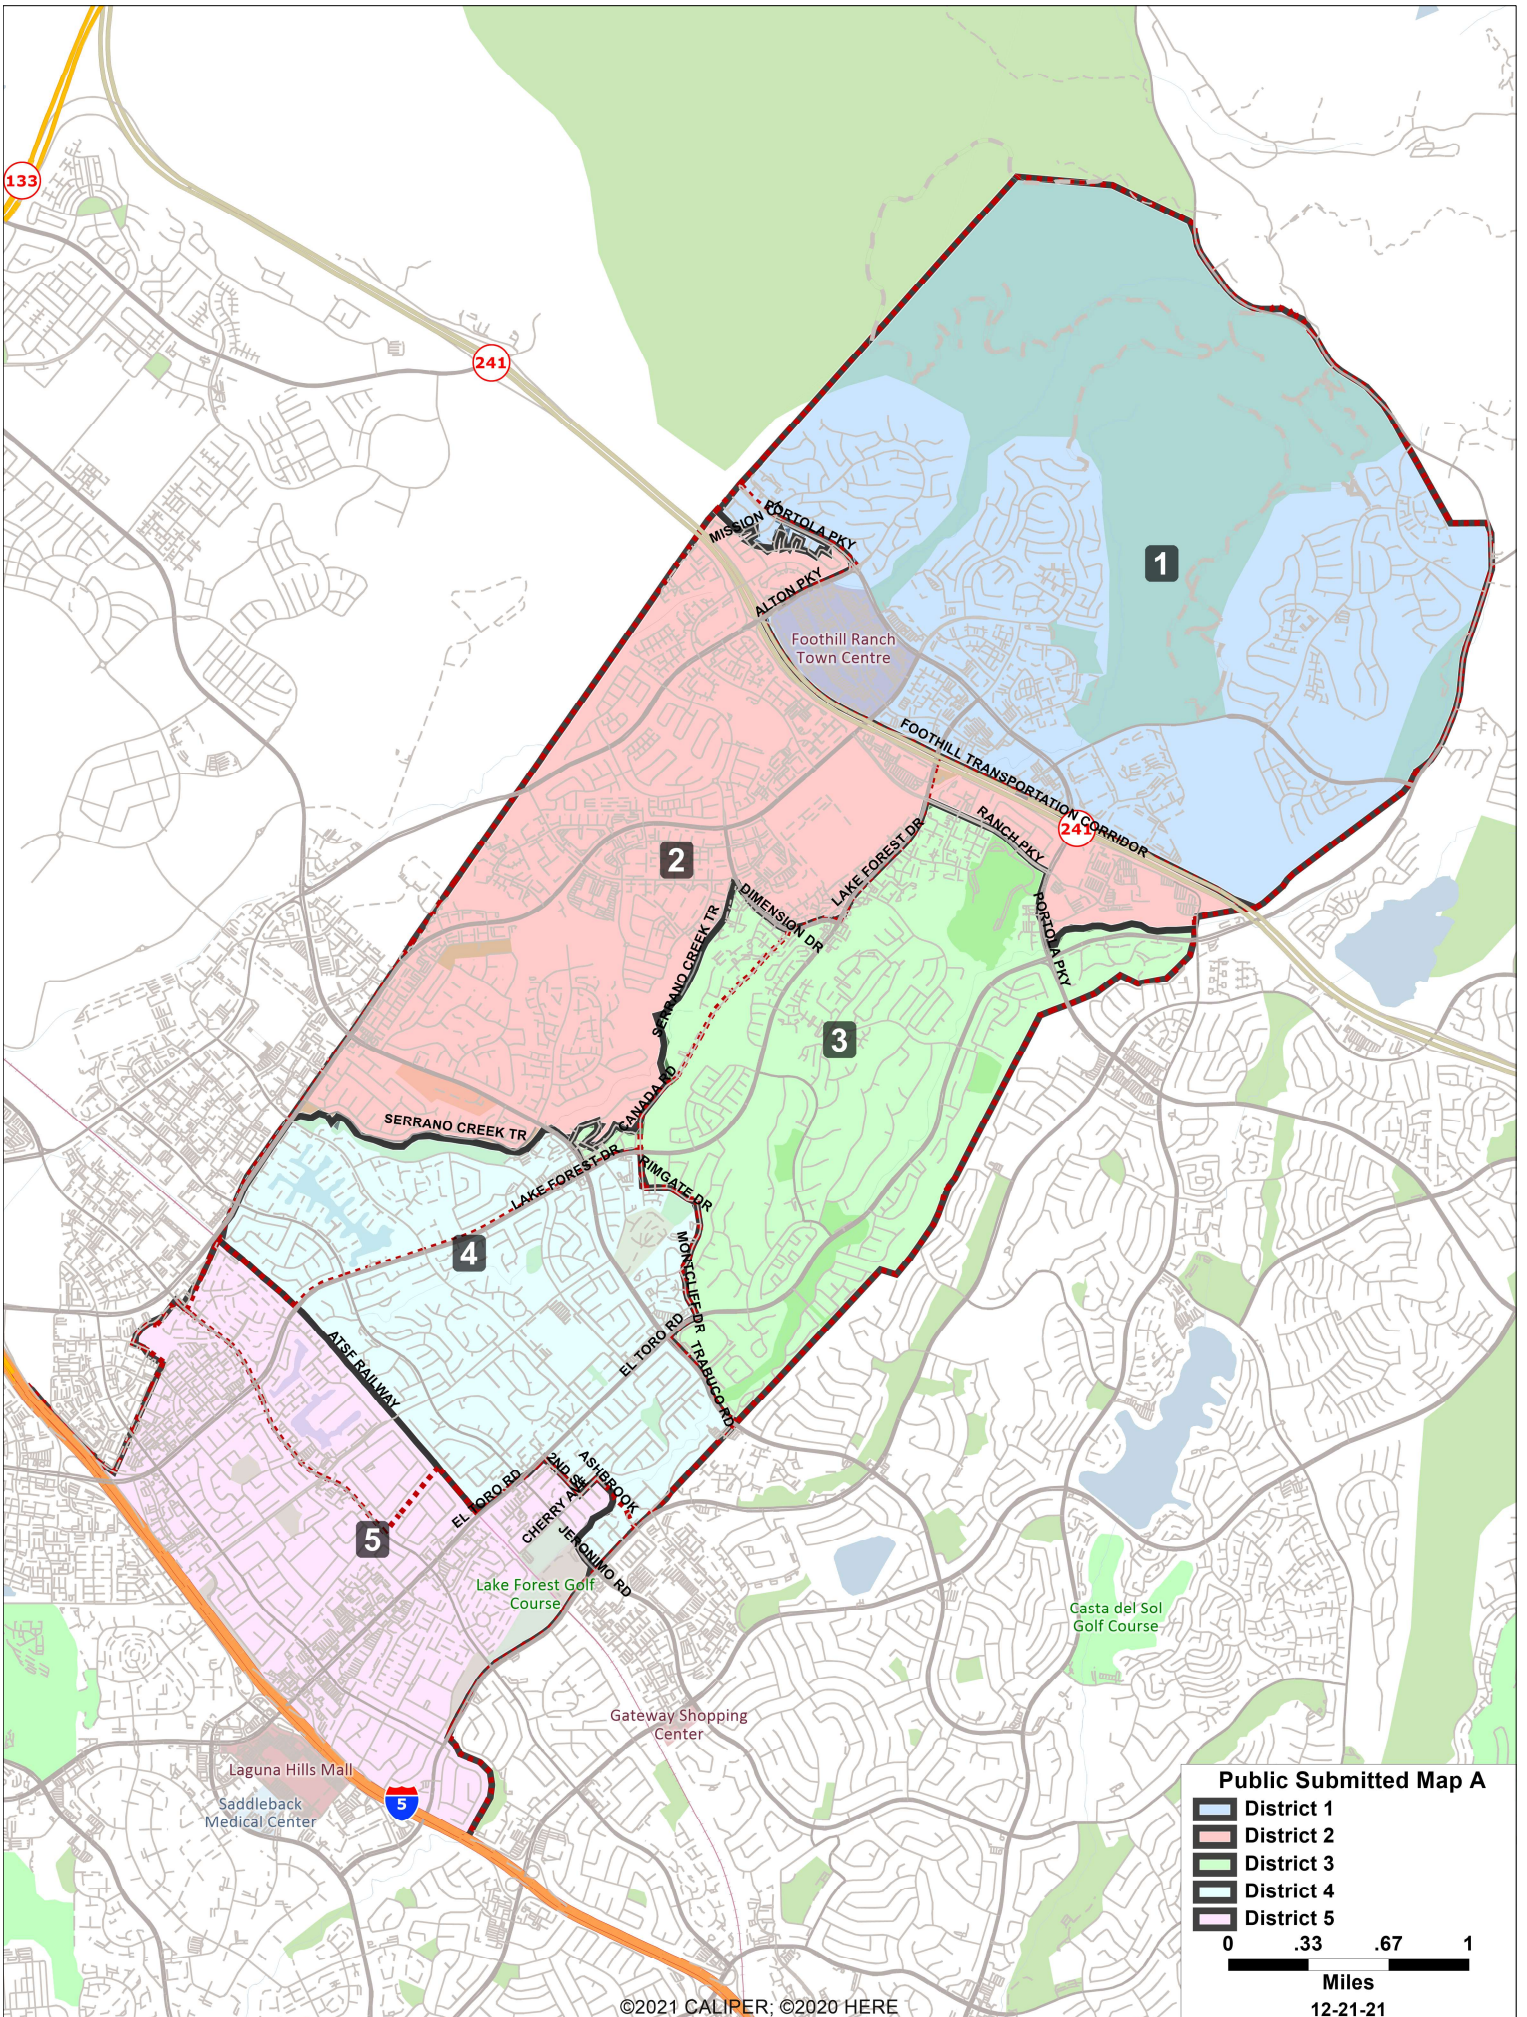 133
241
MISSION
PORTOLA PKY
ALTON PKY
1
Foothill Ranch
Town Centre
FOOTHILL TRANSPORTATION CORRIDOR
241
RANCH PKY
LAKE FOREST DR
2
DIMENSION DR
PORTOLA PKY
SERRANO CREEK TR
3
CANADA RD
SERRANO CREEK TR
LAKE FOREST DR
RIMGATE DR
4
MONTCLIFF DR
EL TORO RD
TRABUCO RD
ATSF RAILWAY
2ND ST
ASHBROOK
EL TORO RD
CHERRY AVE
5
JERONIMO RD
Lake Forest Golf
Course
Casta del Sol
Golf Course
Gateway Shopping
Center
Laguna Hills Mall
Saddleback
Medical Center
5
Public Submitted Map A
District 1
District 2
District 3
District 4
District 5
0 .33 .67 1
Miles
12-21-21
©2021 CALIPER; ©2020 HERE